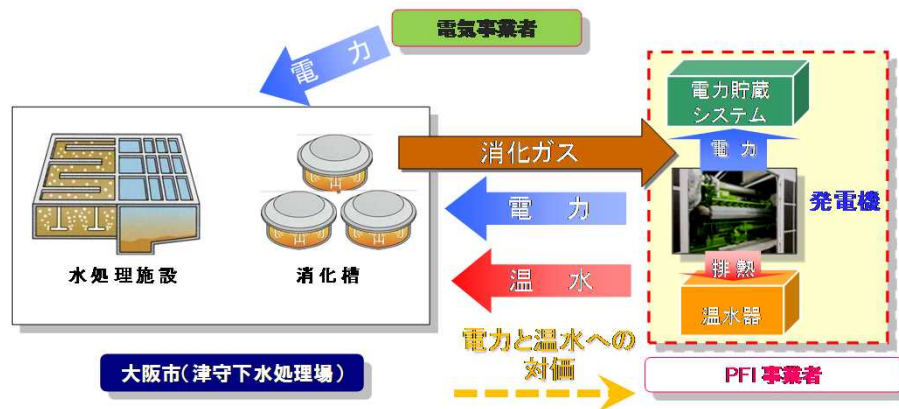 電気事業者
電 力
電力貯蔵
システム
消化ガス
電 力
発電機
電 力
排熱
水処理施設
消化槽
温 水
温水器
電力と温水への
対価
大阪市（津守下水処理場）
PFI 事業者